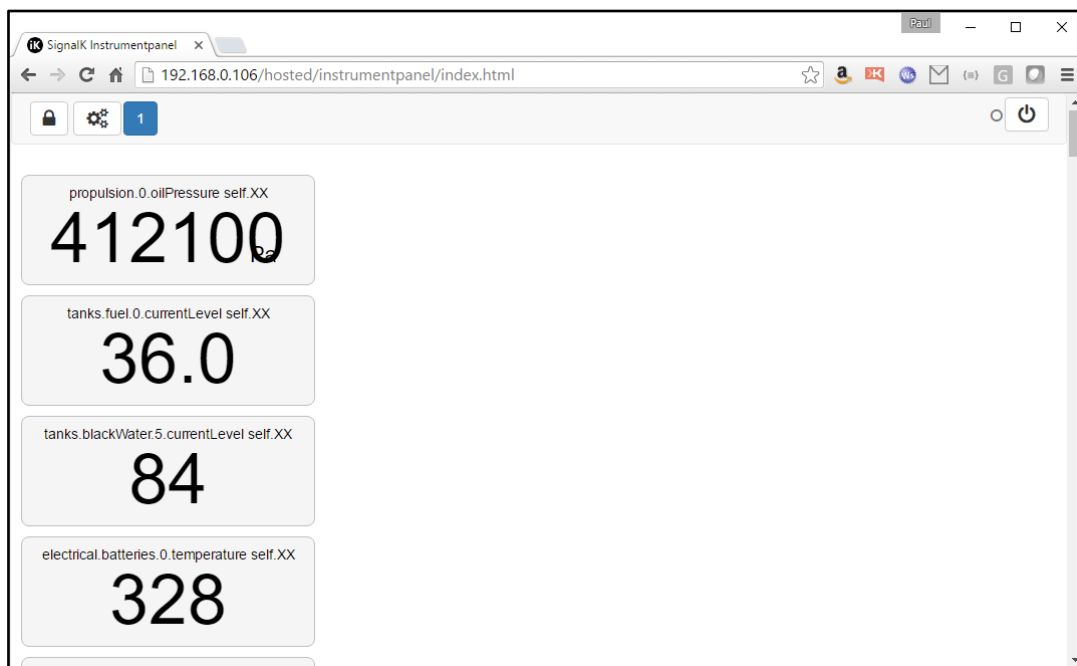 Paul
SignalK Instrumentpanel
192.168.0.106/hosted/instrumentpanel/index.html
1
propulsion.0.oilPressure self.XX
412100
Pa
tanks.fuel.0.currentLevel self.XX
36.0
tanks.blackWater.5.currentLevel self.XX
84
electrical.batteries.0.temperature self.XX
328